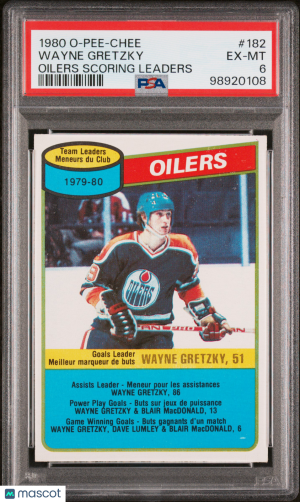 1980 O-PEE-CHEE #182
WAYNE GRETZKY EX-MT
OILERS SCORING LEADERS 6
PSA 98920108
Team Leaders
Meneurs du Club
OILERS
1979-80
OILERS
Goals Leader
Meilleur marqueur de buts WAYNE GRETZKY, 51
Assists Leader - Meneur pour les assistances
WAYNE GRETZKY, 86
Power Play Goals - Buts sur jeux de puissance
WAYNE GRETZKY & BLAIR MacDONALD, 13
Game Winning Goals - Buts gagnants d'un match
WAYNE GRETZKY, DAVE LUMLEY & BLAIR MacDONALD, 6
mascot